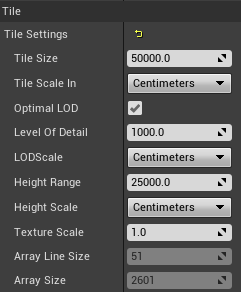 Tile
Tile Settings
Tile Size 50000.0
Tile Scale In Centimeters
Optimal LOD
Level Of Detail 1000.0
LODScale Centimeters
Height Range 25000.0
Height Scale Centimeters
Texture Scale 1.0
Array Line Size 51
Array Size 2601